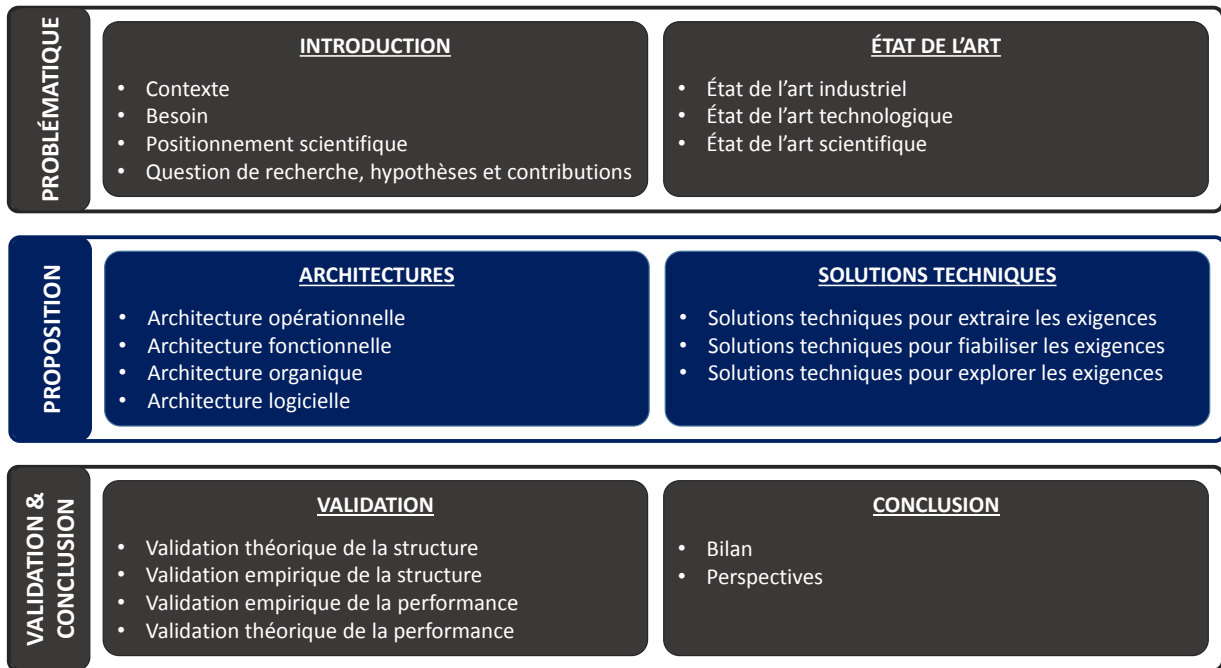 PROBLÉMATIQUE
INTRODUCTION
• Contexte
• Besoin
• Positionnement scientifique
• Question de recherche, hypothèses et contributions
ÉTAT DE L'ART
• État de l'art industriel
• État de l'art technologique
• État de l'art scientifique
PROPOSITION
ARCHITECTURES
• Architecture opérationnelle
• Architecture fonctionnelle
• Architecture organique
• Architecture logicielle
SOLUTIONS TECHNIQUES
• Solutions techniques pour extraire les exigences
• Solutions techniques pour fiabiliser les exigences
• Solutions techniques pour explorer les exigences
VALIDATION &
CONCLUSION
VALIDATION
• Validation théorique de la structure
• Validation empirique de la structure
• Validation empirique de la performance
• Validation théorique de la performance
CONCLUSION
• Bilan
• Perspectives